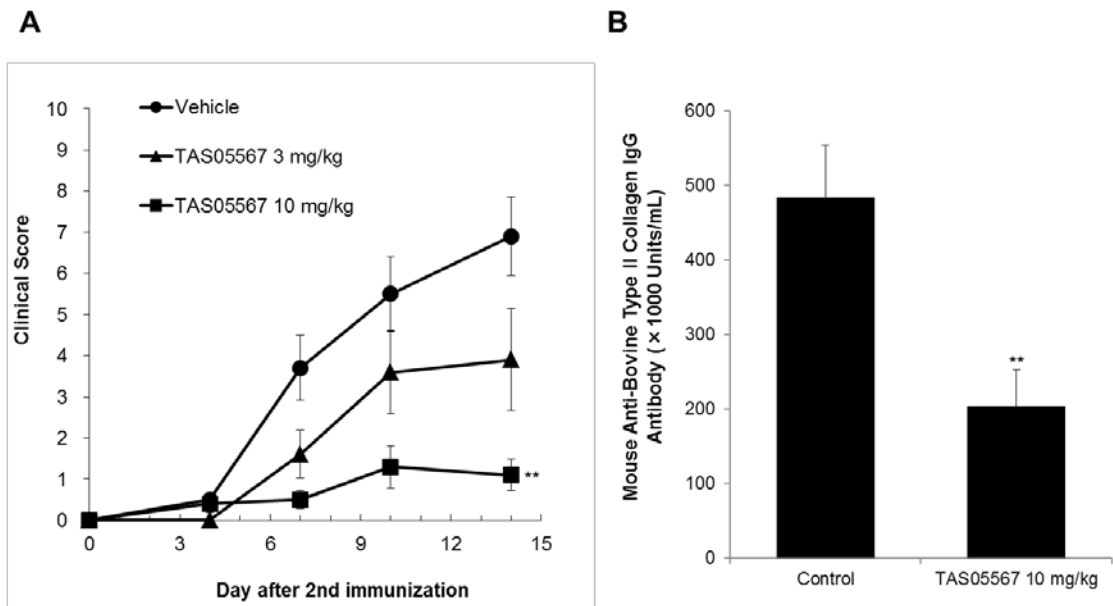 A
B
Vehicle
TAS05567 3 mg/kg
TAS05567 10 mg/kg
10
9
8
7
6
5
4
3
2
1
0
Clinical Score
**
0 3 6 9 12 15
Day after 2nd immunization
Mouse Anti-Bovine Type II Collagen IgG
Antibody (×1000 Units/mL)
600
500
400
300
200
100
0
**
Control TAS05567 10 mg/kg